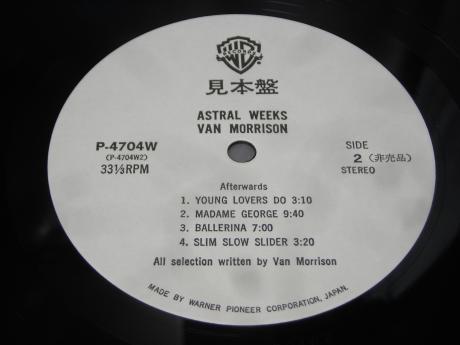 WB
RECORDS
見本盤
ASTRAL WEEKS
VAN MORRISON
P-4704W
(P-4704W2)
33⅓RPM
SIDE
2 (非売品)
STEREO
Afterwards
1. YOUNG LOVERS DO 3:10
2. MADAME GEORGE 9:40
3. BALLERINA 7:00
4. SLIM SLOW SLIDER 3:20
All selection written by Van Morrison
MADE BY WARNER PIONEER CORPORATION, JAPAN.